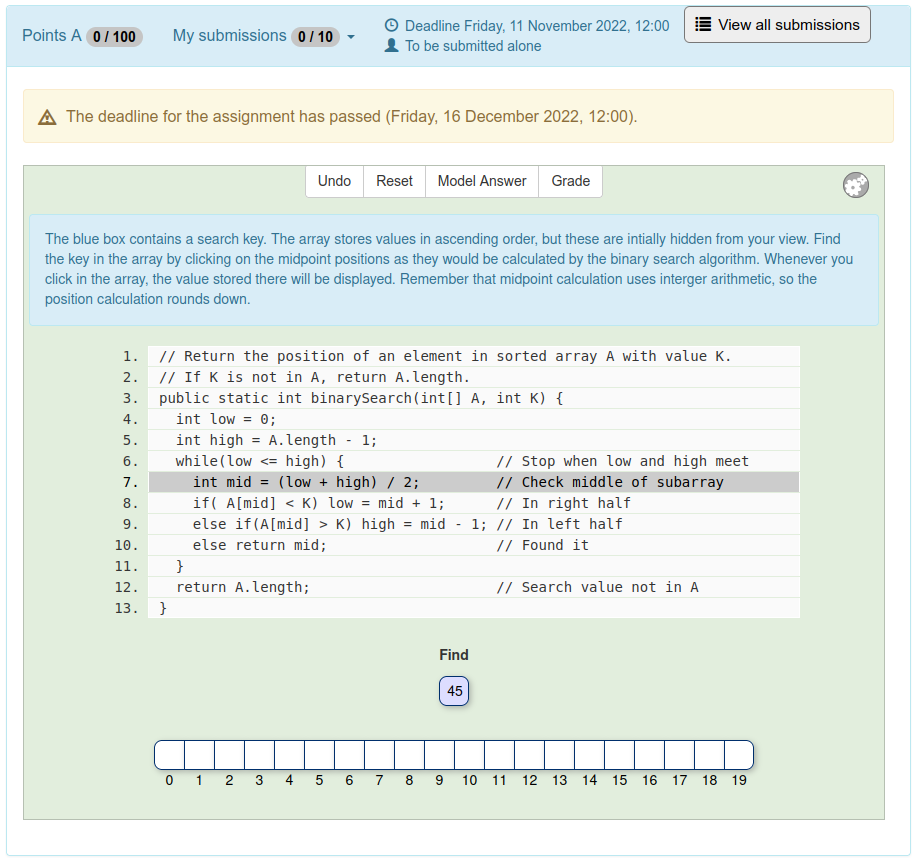 Points A 0 / 100 My submissions 0 / 10 Deadline Friday, 11 November 2022, 12:00 View all submissions
To be submitted alone
The deadline for the assignment has passed (Friday, 16 December 2022, 12:00).
Undo Reset Model Answer Grade
The blue box contains a search key. The array stores values in ascending order, but these are intially hidden from your view. Find
the key in the array by clicking on the midpoint positions as they would be calculated by the binary search algorithm. Whenever you
click in the array, the value stored there will be displayed. Remember that midpoint calculation uses interger arithmetic, so the
position calculation rounds down.
1. // Return the position of an element in sorted array A with value K.
2. // If K is not in A, return A.length.
3. public static int binarySearch(int[] A, int K) {
4. int low = 0;
5. int high = A.length - 1;
6. while(low <= high) { // Stop when low and high meet
7. int mid = (low + high) / 2; // Check middle of subarray
8. if( A[mid] < K) low = mid + 1; // In right half
9. else if(A[mid] > K) high = mid - 1; // In left half
10. else return mid; // Found it
11. }
12. return A.length; // Search value not in A
13. }
Find
45
0 1 2 3 4 5 6 7 8 9 10 11 12 13 14 15 16 17 18 19